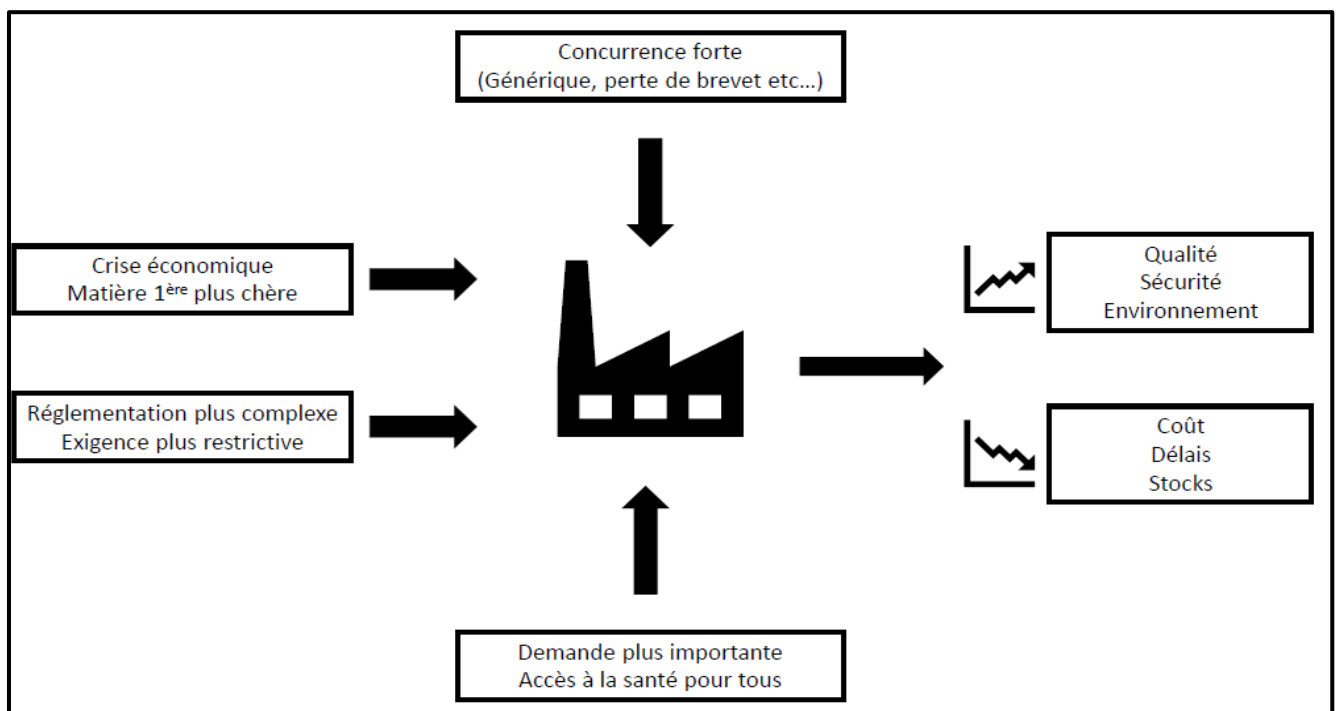 Concurrence forte
(Générique, perte de brevet etc…)
Crise économique
Matière 1ère plus chère
Réglementation plus complexe
Exigence plus restrictive
Qualité
Sécurité
Environnement
Coût
Délais
Stocks
Demande plus importante
Accès à la santé pour tous